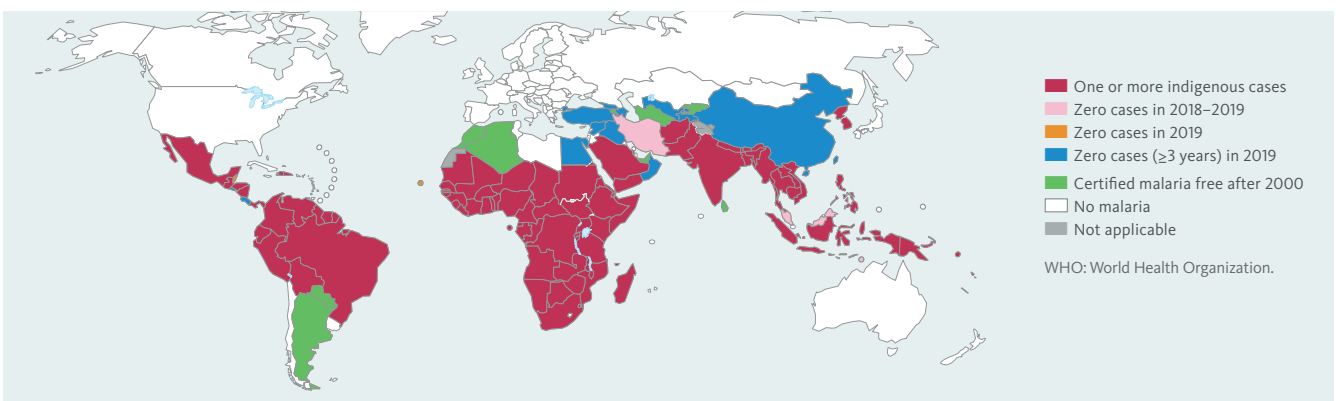 One or more indigenous cases
Zero cases in 2018–2019
Zero cases in 2019
Zero cases (≥3 years) in 2019
Certified malaria free after 2000
No malaria
Not applicable
WHO: World Health Organization.